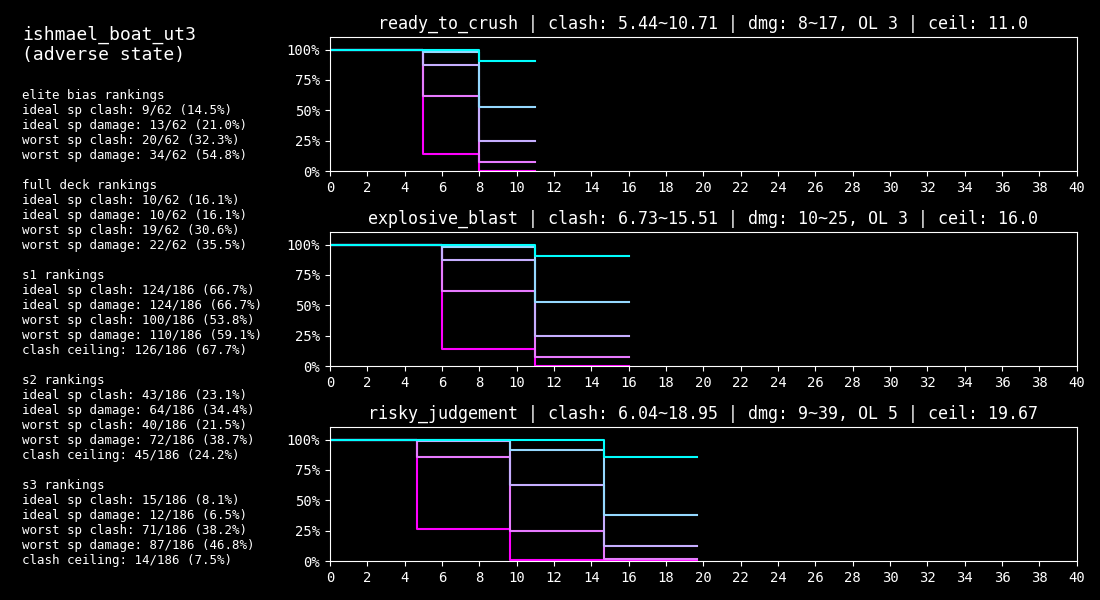 ishmael_boat_ut3
(adverse state)
elite bias rankings
ideal sp clash: 9/62 (14.5%)
ideal sp damage: 13/62 (21.0%)
worst sp clash: 20/62 (32.3%)
worst sp damage: 34/62 (54.8%)
full deck rankings
ideal sp clash: 10/62 (16.1%)
ideal sp damage: 10/62 (16.1%)
worst sp clash: 19/62 (30.6%)
worst sp damage: 22/62 (35.5%)
s1 rankings
ideal sp clash: 124/186 (66.7%)
ideal sp damage: 124/186 (66.7%)
worst sp clash: 100/186 (53.8%)
worst sp damage: 110/186 (59.1%)
clash ceiling: 126/186 (67.7%)
s2 rankings
ideal sp clash: 43/186 (23.1%)
ideal sp damage: 64/186 (34.4%)
worst sp clash: 40/186 (21.5%)
worst sp damage: 72/186 (38.7%)
clash ceiling: 45/186 (24.2%)
s3 rankings
ideal sp clash: 15/186 (8.1%)
ideal sp damage: 12/186 (6.5%)
worst sp clash: 71/186 (38.2%)
worst sp damage: 87/186 (46.8%)
clash ceiling: 14/186 (7.5%)
ready_to_crush | clash: 5.44~10.71 | dmg: 8~17, OL 3 | ceil: 11.0
100%
75%
50%
25%
0%
0 2 4 6 8 10 12 14 16 18 20 22 24 26 28 30 32 34 36 38 40
explosive_blast | clash: 6.73~15.51 | dmg: 10~25, OL 3 | ceil: 16.0
100%
75%
50%
25%
0%
0 2 4 6 8 10 12 14 16 18 20 22 24 26 28 30 32 34 36 38 40
risky_judgement | clash: 6.04~18.95 | dmg: 9~39, OL 5 | ceil: 19.67
100%
75%
50%
25%
0%
0 2 4 6 8 10 12 14 16 18 20 22 24 26 28 30 32 34 36 38 40